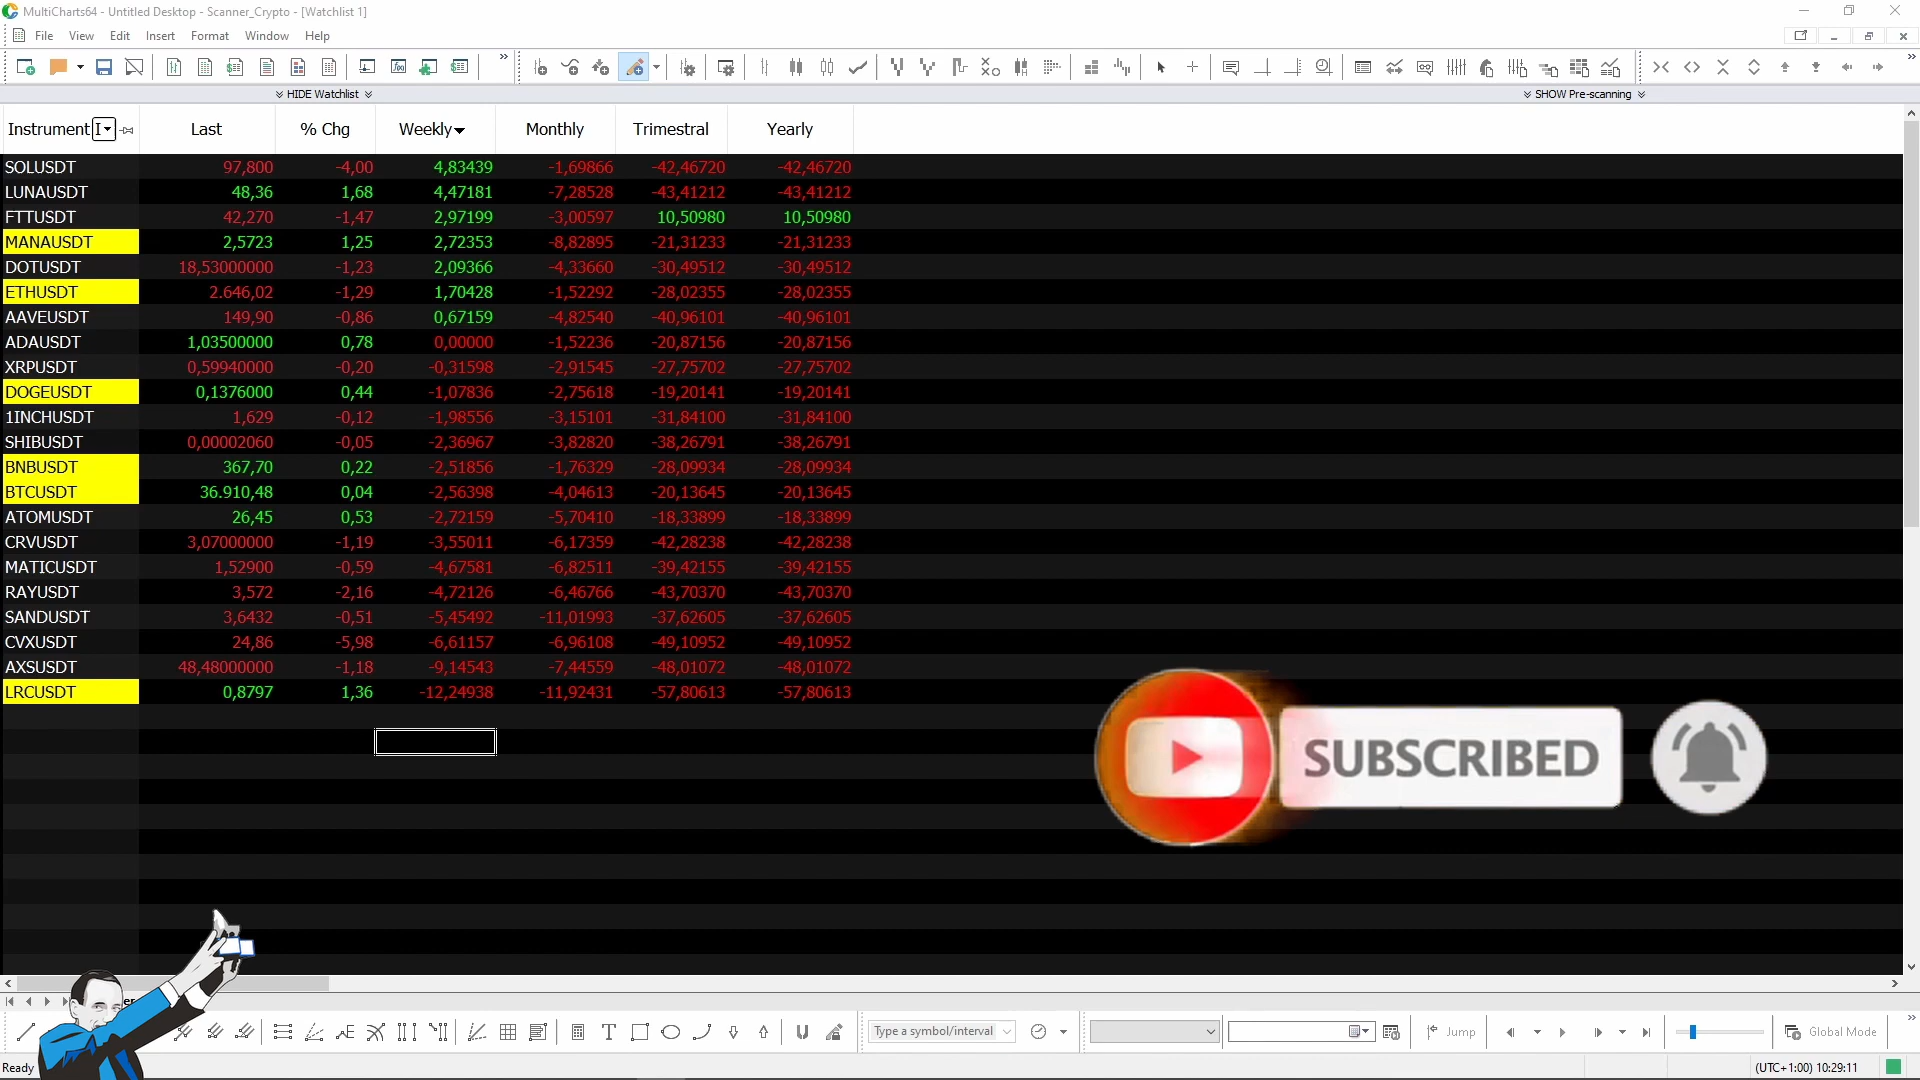 MultiCharts64 - Untitled Desktop - Scanner_Crypto - [Watchlist 1]
File View Edit Insert Format Window Help
HIDE Watchlist SHOW Pre-scanning
Instrument Last % Chg Weekly Monthly Trimestral Yearly
SOLUSDT 97,800 -4,00 4,83439 -1,69866 -42,46720 -42,46720
LUNAUSDT 48,36 1,68 4,47181 -7,28528 -43,41212 -43,41212
FTTUSDT 42,270 -1,47 2,97199 -3,00597 10,50980 10,50980
MANAUSDT 2,5723 1,25 2,72353 -8,82895 -21,31233 -21,31233
DOTUSDT 18,53000000 -1,23 2,09366 -4,33660 -30,49512 -30,49512
ETHUSDT 2.646,02 -1,29 1,70428 -1,52292 -28,02355 -28,02355
AAVEUSDT 149,90 -0,86 0,67159 -4,82540 -40,96101 -40,96101
ADAUSDT 1,03500000 0,78 0,00000 -1,52236 -20,87156 -20,87156
XRPUSDT 0,59940000 -0,20 -0,31598 -2,91545 -27,75702 -27,75702
DOGEUSDT 0,1376000 0,44 -1,07836 -2,75618 -19,20141 -19,20141
1INCHUSDT 1,629 -0,12 -1,98556 -3,15101 -31,84100 -31,84100
SHIBUSDT 0,00002060 -0,05 -2,36967 -3,82820 -38,26791 -38,26791
BNBUSDT 367,70 0,22 -2,51856 -1,76329 -28,09934 -28,09934
BTCUSDT 36.910,48 0,04 -2,56398 -4,04613 -20,13645 -20,13645
ATOMUSDT 26,45 0,53 -2,72159 -5,70410 -18,33899 -18,33899
CRVUSDT 3,07000000 -1,19 -3,55011 -6,17359 -42,28238 -42,28238
MATICUSDT 1,52900 -0,59 -4,67581 -6,82511 -39,42155 -39,42155
RAYUSDT 3,572 -2,16 -4,72126 -6,46766 -43,70370 -43,70370
SANDUSDT 3,6432 -0,51 -5,45492 -11,01993 -37,62605 -37,62605
CVXUSDT 24,86 -5,98 -6,61157 -6,96108 -49,10952 -49,10952
AXSUSDT 48,48000000 -1,18 -9,14543 -7,44559 -48,01072 -48,01072
LRCUSDT 0,8797 1,36 -12,24938 -11,92431 -57,80613 -57,80613
SUBSCRIBED
Type a symbol/interval Jump Global Mode
Ready (UTC+1:00) 10:29:11